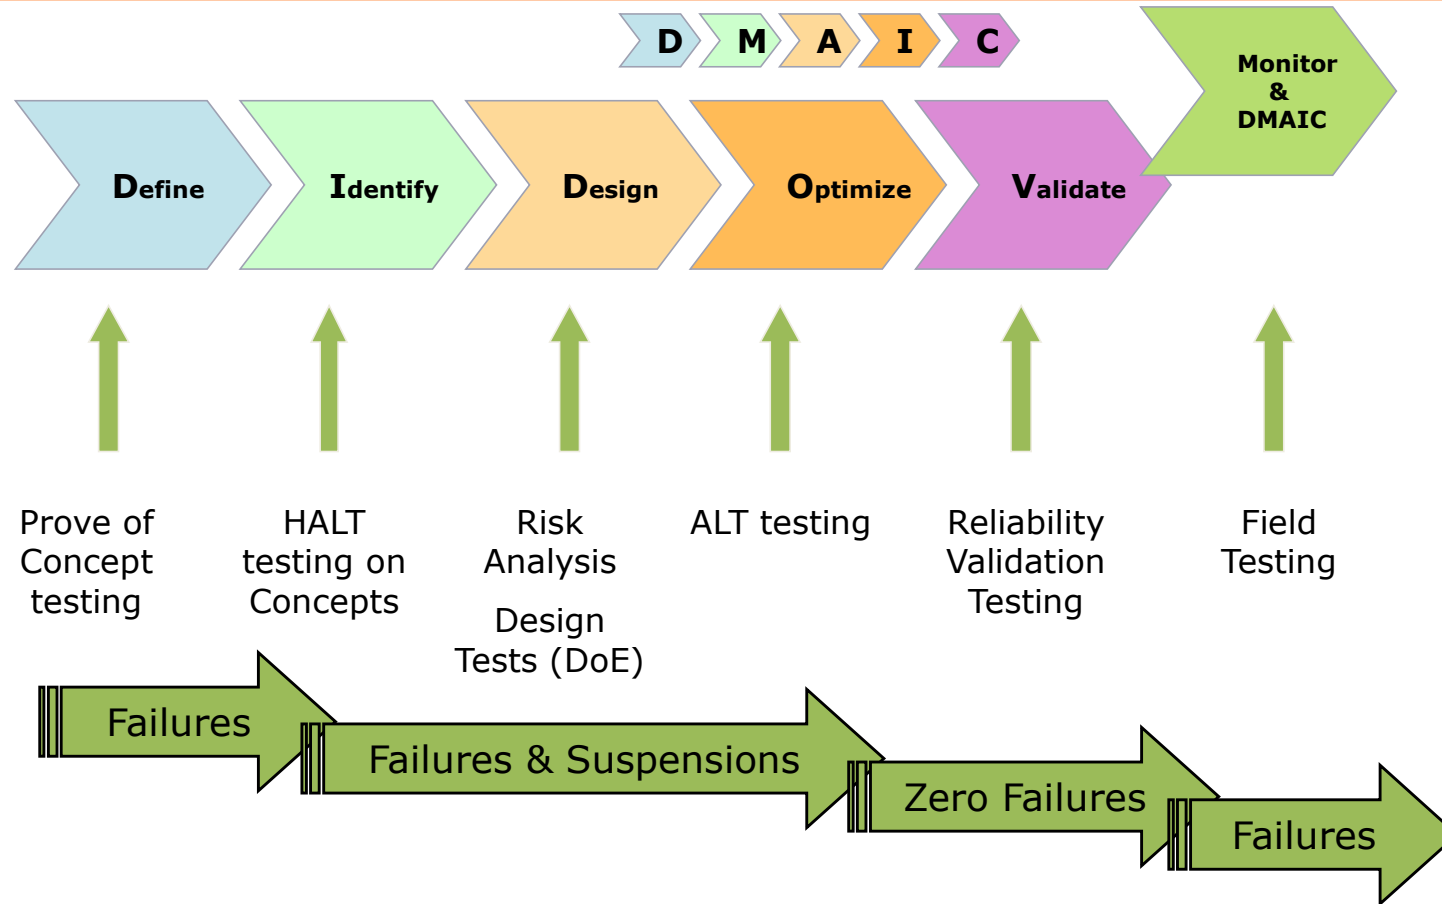 D M A I C
Monitor
&
DMAIC
Define
Identify
Design
Optimize
Validate
Prove of
Concept
testing
HALT
testing on
Concepts
Risk
Analysis
Design
Tests (DoE)
ALT testing
Reliability
Validation
Testing
Field
Testing
Failures
Failures & Suspensions
Zero Failures
Failures